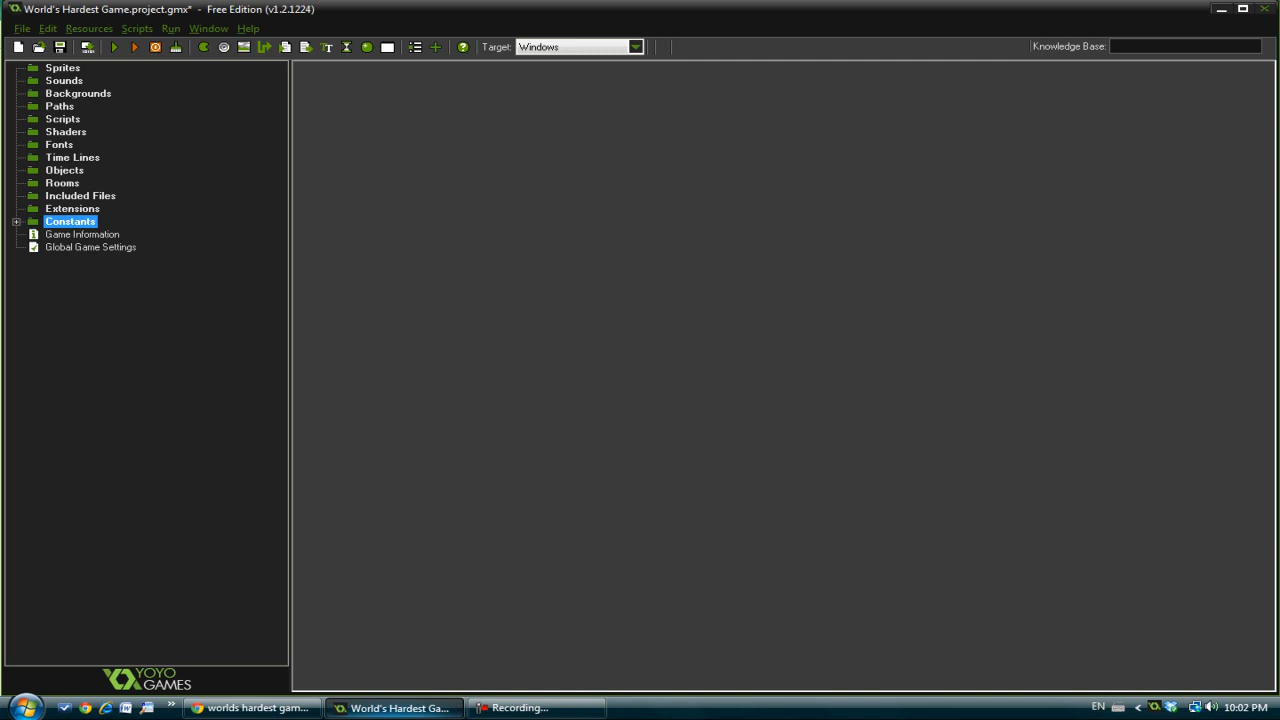 World's Hardest Game.project.gmx* - Free Edition (v1.2.1224)
File Edit Resources Scripts Run Window Help
Target: Windows
Knowledge Base:
Sprites
Sounds
Backgrounds
Paths
Scripts
Shaders
Fonts
Time Lines
Objects
Rooms
Included Files
Extensions
Constants
Game Information
Global Game Settings
YOYO
GAMES
worlds hardest gam...
World's Hardest Ga...
Recording...
EN
10:02 PM